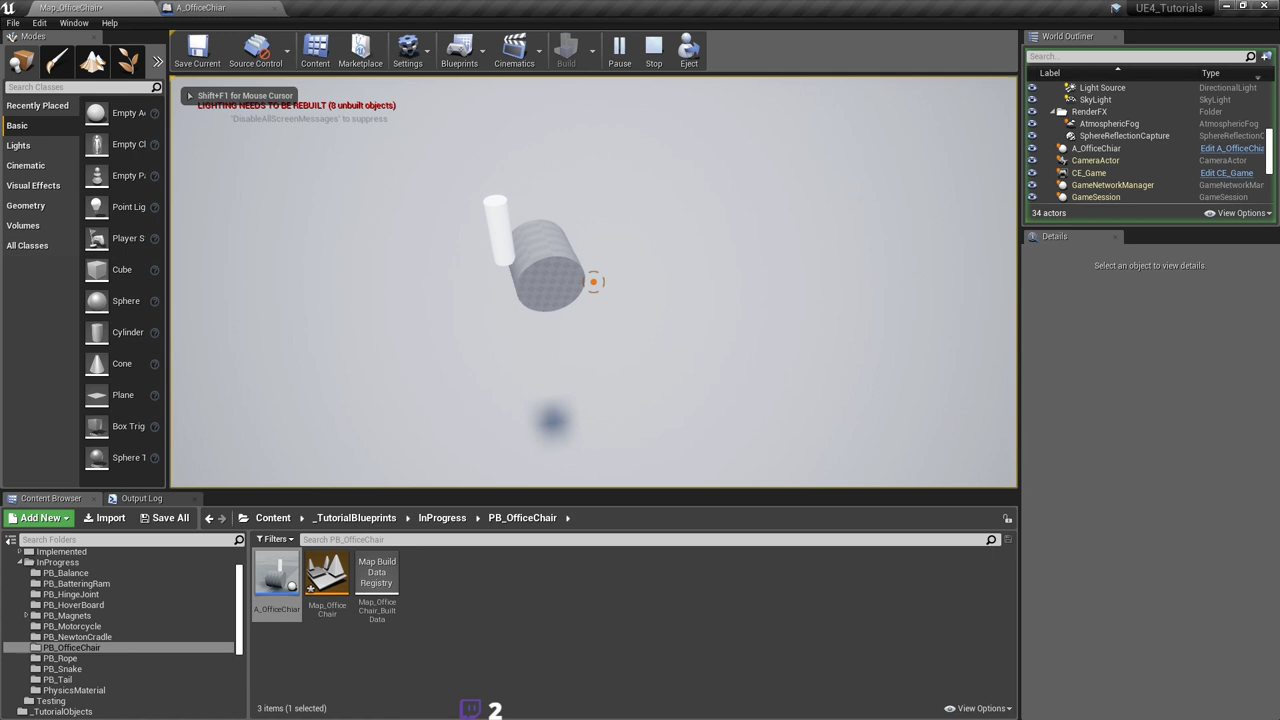 Map_OfficeChair*
A_OfficeChiar
UE4_Tutorials
File
Edit
Window
Help
Modes
Search Classes
Recently Placed
Basic
Lights
Cinematic
Visual Effects
Geometry
Volumes
All Classes
Empty A
Empty C
Empty P
Point Lig
Player S
Cube
Sphere
Cylinder
Cone
Plane
Box Trig
Sphere T
Save Current
Source Control
Content
Marketplace
Settings
Blueprints
Cinematics
Build
Pause
Stop
Eject
Shift+F1 for Mouse Cursor
LIGHTING NEEDS TO BE REBUILT (8 unbuilt objects)
'DisableAllScreenMessages' to suppress
World Outliner
Search...
Label
Type
Light Source
DirectionalLight
SkyLight
SkyLight
RenderFX
Folder
AtmosphericFog
AtmosphericFog
SphereReflectionCapture
SphereReflectionC
A_OfficeChiar
Edit A_OfficeChia
CameraActor
CameraActor
CE_Game
Edit CE_Game
GameNetworkManager
GameNetworkMan
GameSession
GameSession
34 actors
View Options
Details
Select an object to view details
Content Browser
Output Log
Add New
Import
Save All
Content
_TutorialBlueprints
InProgress
PB_OfficeChair
Search Folders
Filters
Search PB_OfficeChair
Implemented
InProgress
PB_Balance
PB_BatteringRam
PB_HingeJoint
PB_HoverBoard
PB_Magnets
PB_Motorcycle
PB_NewtonCradle
PB_OfficeChair
PB_Rope
PB_Snake
PB_Tail
PhysicsMaterial
Testing
_TutorialObjects
Map Build
Data
Registry
A_OfficeChiar
Map_Office
Chair
Map_Office
Chair_Built
Data
3 items (1 selected)
2
View Options